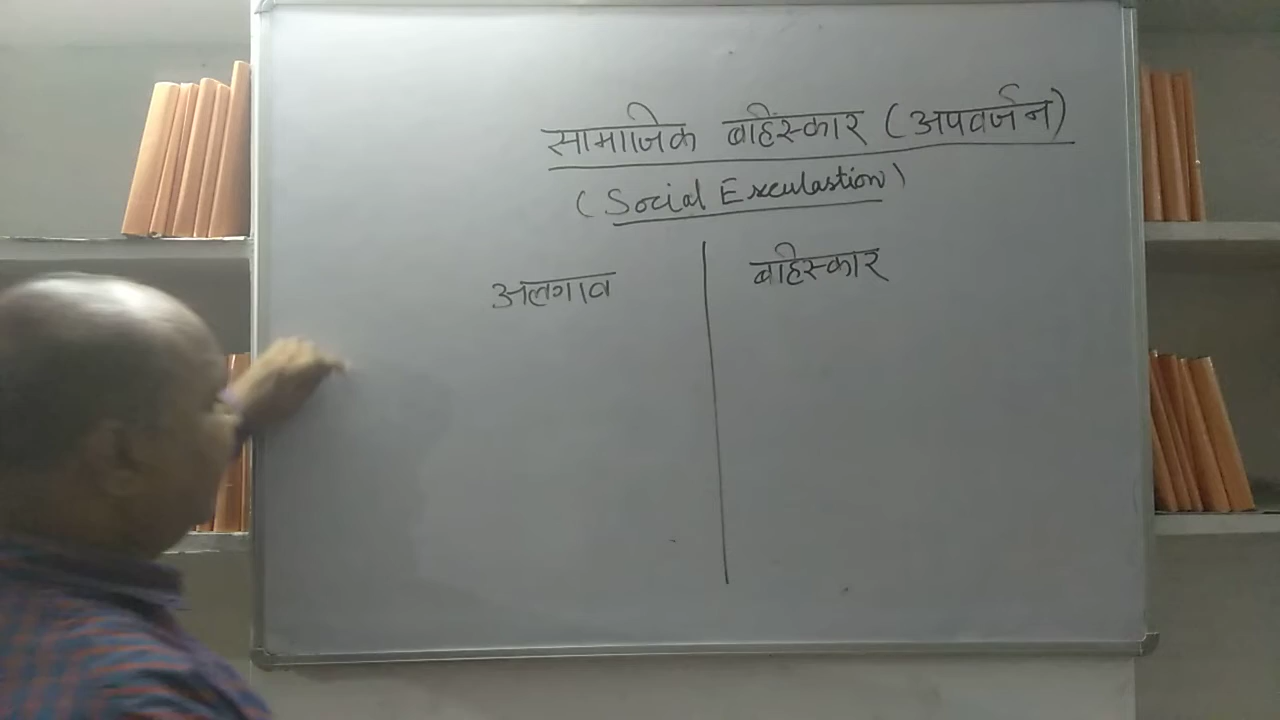 सामाजिक बहिंस्कार (अपवर्जन)
(Social Exculastion)
अलगाव
बहिस्कार